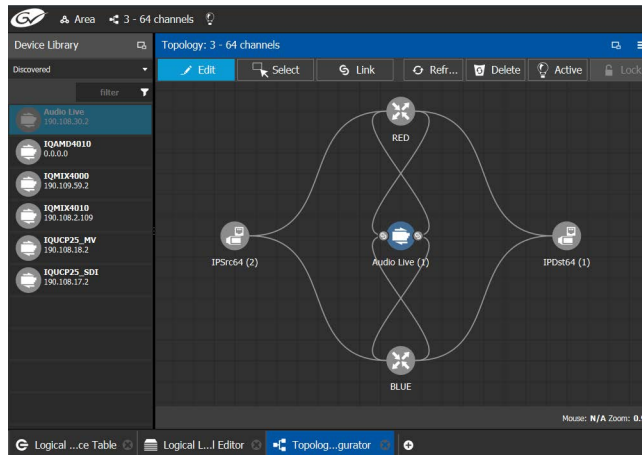 GV Area 3 - 64 channels
Device Library
Topology: 3 - 64 channels
Discovered
Edit Select Link Refr... Delete Active Lock
filter
Audio Live
190.108.30.2
IQAMD4010
0.0.0.0
IQMIX4000
190.109.59.2
IQMIX4010
190.108.2.109
IQUCP25_MV
190.108.18.2
IQUCP25_SDI
190.108.17.2
RED
IPSrc64 (2)
Audio Live (1)
IPDst64 (1)
BLUE
Mouse: N/A Zoom: 0.9
Logical ...ce Table Logical L...l Editor Topolog...gurator